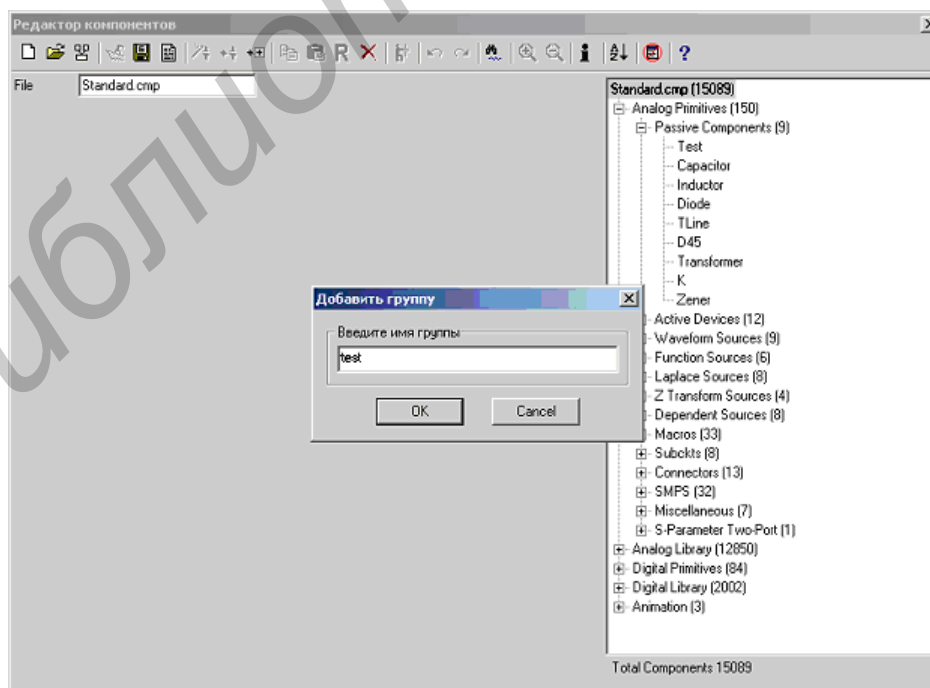 Редактор компонентов
R
?
File Standard.cmp
Standard.cmp (15089)
Analog Primitives (150)
Passive Components (9)
Test
Capacitor
Inductor
Diode
TLine
D45
Transformer
K
Zener
Active Devices (12)
Waveform Sources (9)
Function Sources (6)
Laplace Sources (8)
Z Transform Sources (4)
Dependent Sources (8)
Macros (33)
Subckts (8)
Connectors (13)
SMPS (32)
Miscellaneous (7)
S-Parameter Two-Port (1)
Analog Library (12850)
Digital Primitives (84)
Digital Library (2002)
Animation (3)
Total Components 15089
Добавить группу
Введите имя группы
test
OK Cancel